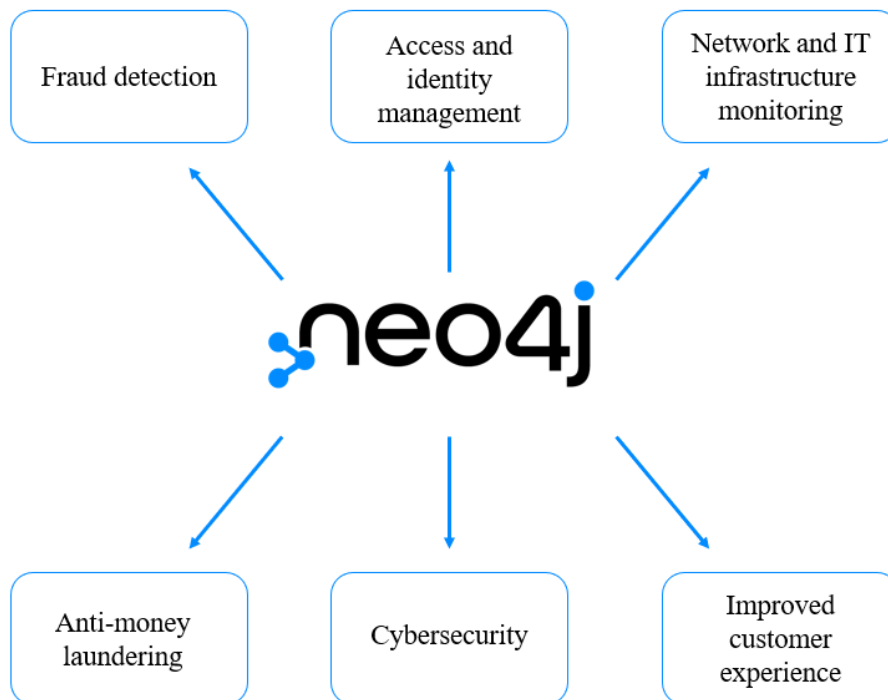 Fraud detection
Access and
identity
management
Network and IT
infrastructure
monitoring
neo4j
Anti-money
laundering
Cybersecurity
Improved
customer
experience